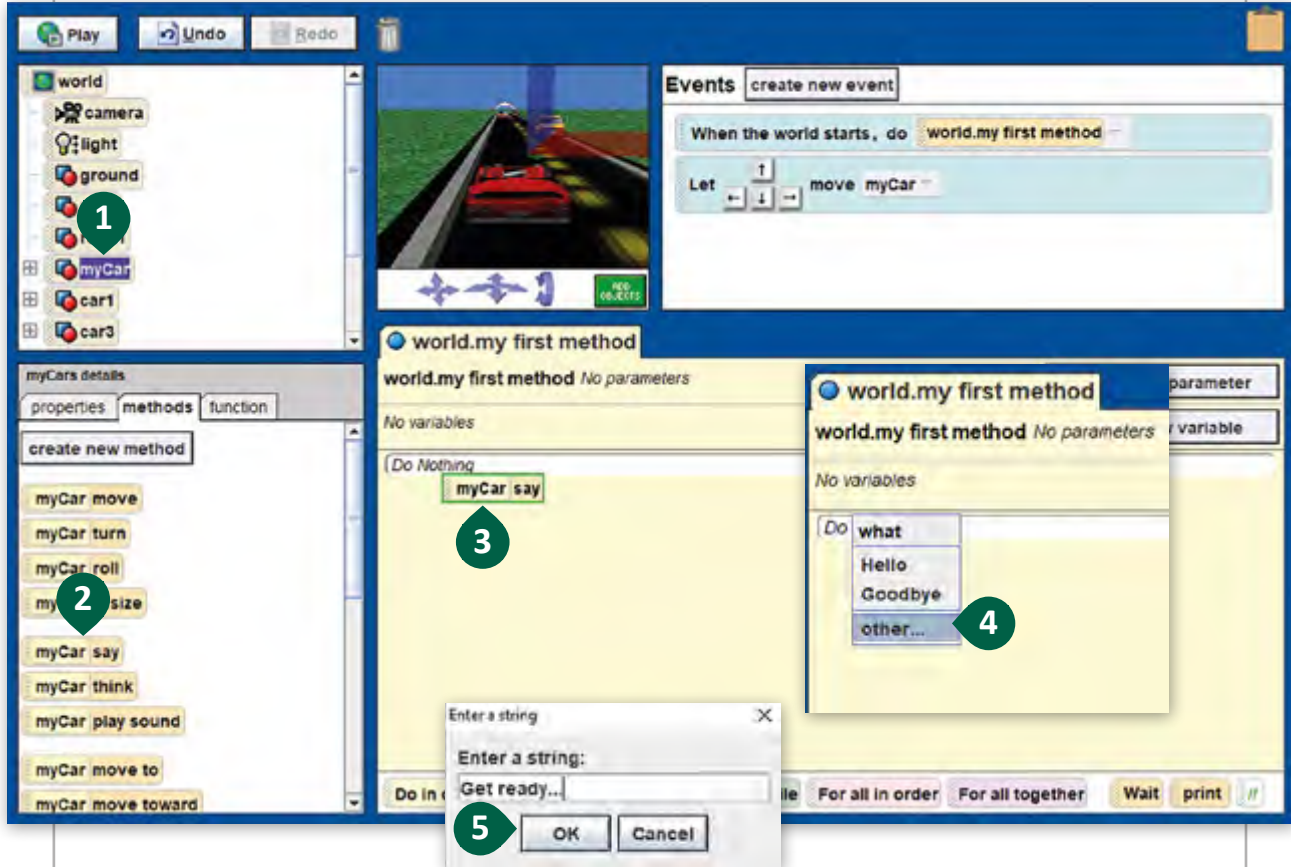 Play Undo Redo
world
camera
light
ground
1
myCar
car1
car3
ADD OBJECTS
Events create new event
When the world starts, do world.my first method
Let move myCar
myCars details
properties methods function
create new method
myCar move
myCar turn
myCar roll
size
2
myCar say
myCar think
myCar play sound
myCar move to
myCar move toward
world.my first method
world.my first method No parameters
parameter
No variables
variable
(Do Nothing
myCar say
3
world.my first method
world.my first method No parameters
No variables
(Do what
Hello
Goodbye
other...
4
Enter a string
Enter a string:
Get ready...
5
OK Cancel
Do in
For all in order For all together Wait print //